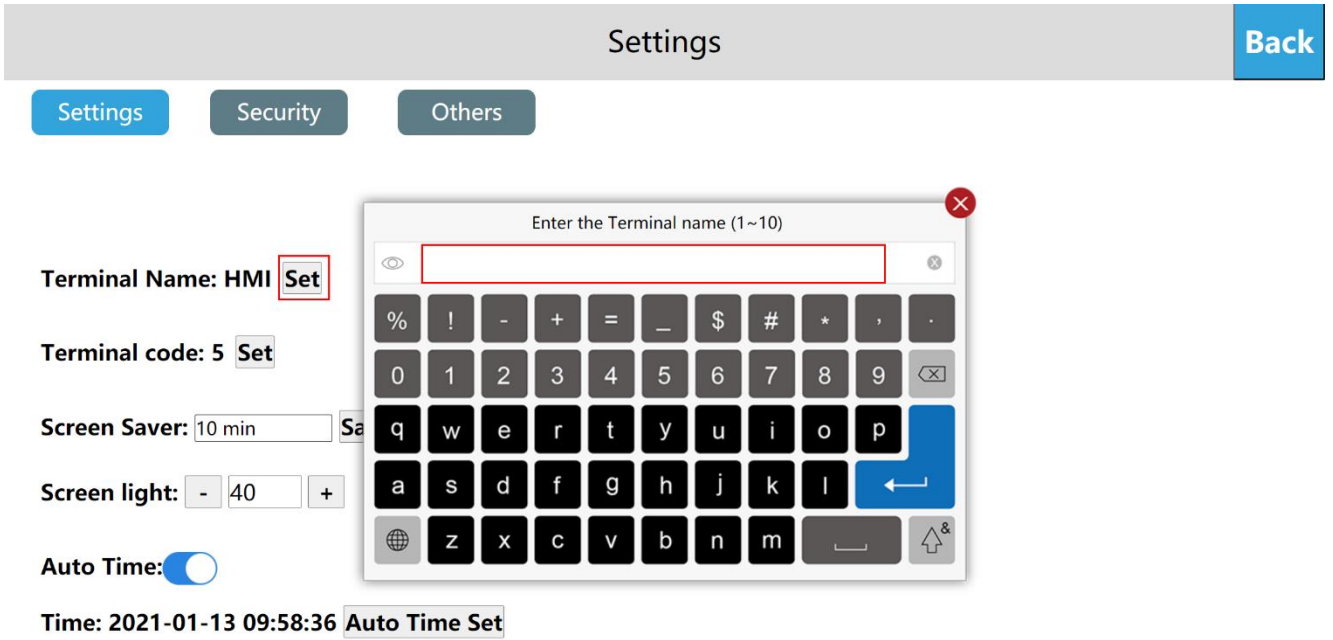 Settings
Back
Settings Security Others
Enter the Terminal name (1~10)
Terminal Name: HMI Set
Terminal code: 5 Set
Screen Saver: 10 min Sa
Screen light: - 40 +
Auto Time:
Time: 2021-01-13 09:58:36 Auto Time Set
% ! - + = _ $ # * , .
0 1 2 3 4 5 6 7 8 9
q w e r t y u i o p
a s d f g h j k l
z x c v b n m &